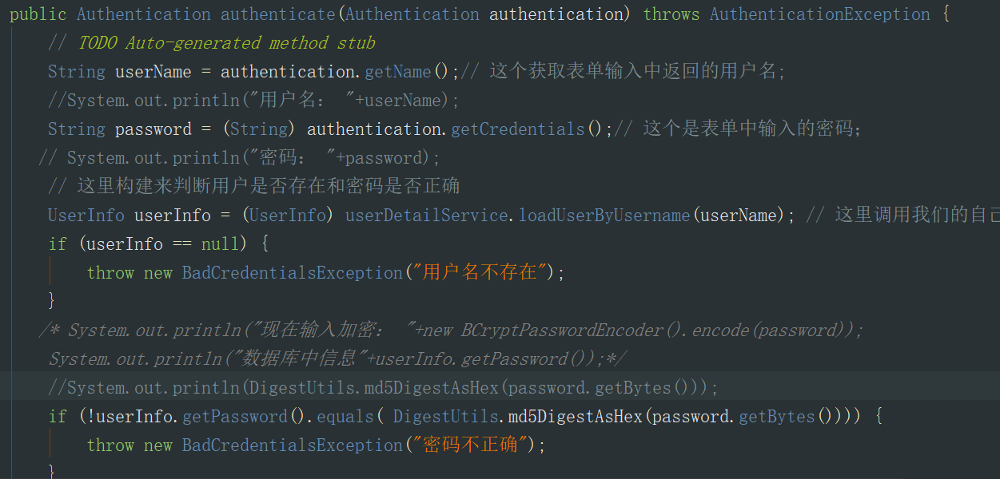 public Authentication authenticate(Authentication authentication) throws AuthenticationException {
// TODO Auto-generated method stub
String userName = authentication.getName();// 这个获取表单输入中返回的用户名;
//System.out.println("用户名： "+userName);
String password = (String) authentication.getCredentials();// 这个是表单中输入的密码;
// System.out.println("密码： "+password);
// 这里构建来判断用户是否存在和密码是否正确
UserInfo userInfo = (UserInfo) userDetailService.loadUserByUsername(userName); // 这里调用我们的自己
if (userInfo == null) {
throw new BadCredentialsException("用户名不存在");
}
/* System.out.println("现在输入加密： "+new BCryptPasswordEncoder().encode(password));
System.out.println("数据库中信息"+userInfo.getPassword());*/
//System.out.println(DigestUtils.md5DigestAsHex(password.getBytes()));
if (!userInfo.getPassword().equals( DigestUtils.md5DigestAsHex(password.getBytes()))) {
throw new BadCredentialsException("密码不正确");
}